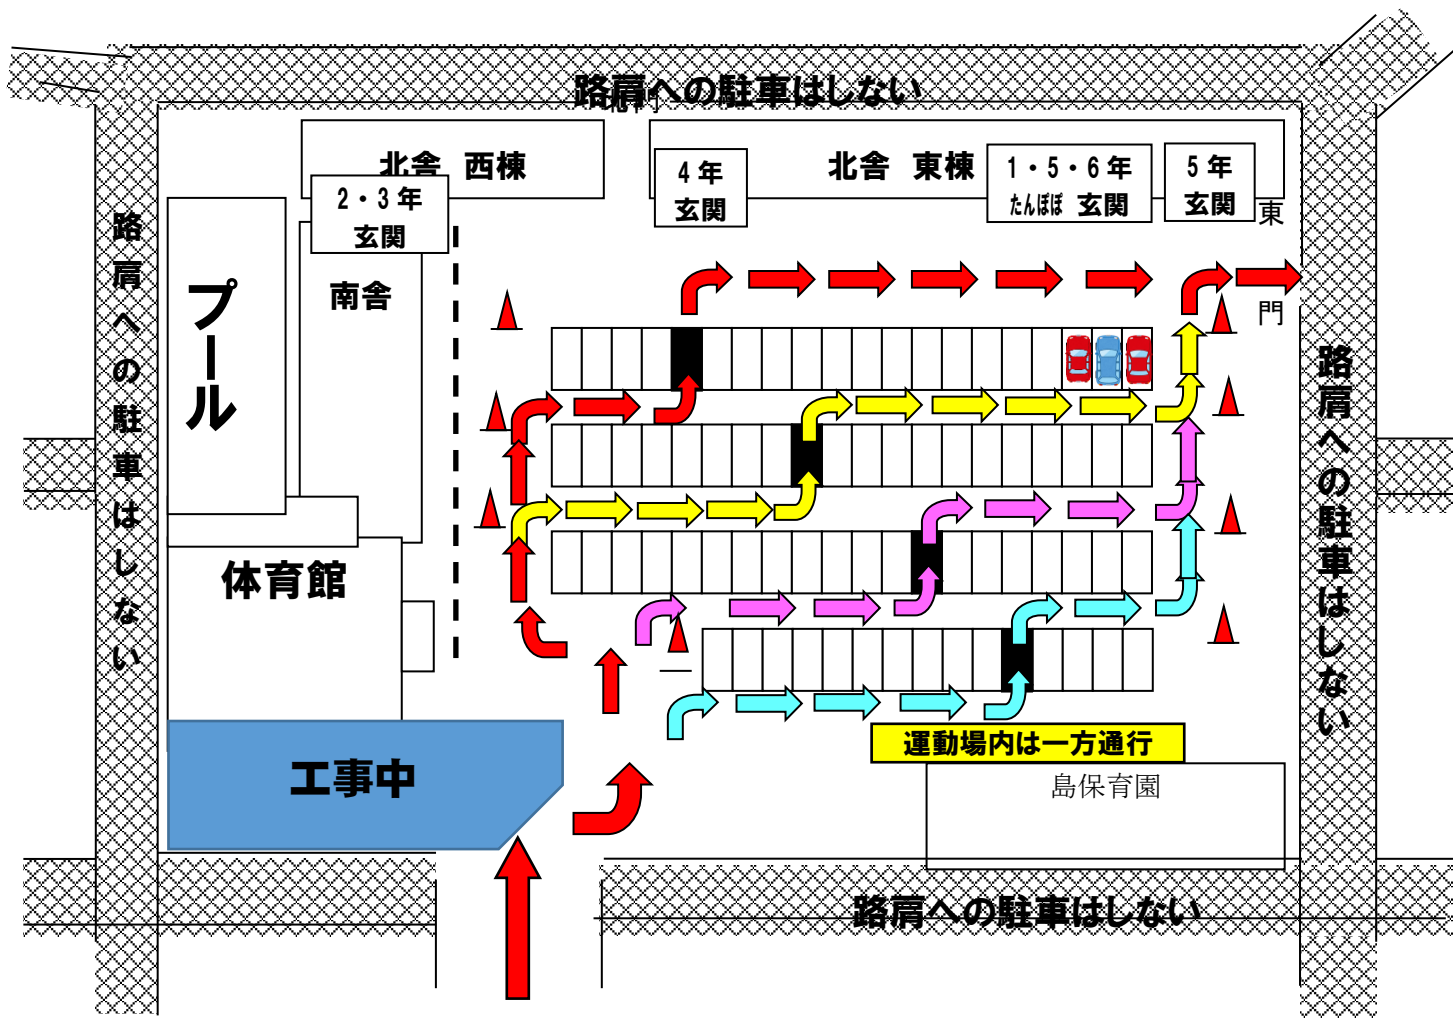 路肩への駐車はしない
北門
北舎 西棟
北舎 東棟
2・3年
玄関
4年
玄関
1・5・6年
たんぽぽ 玄関
5年
玄関
東門
路肩への駐車はしない
プール
南舎
路肩への駐車はしない
体育館
工事中
運動場内は一方通行
島保育園
路肩への駐車はしない